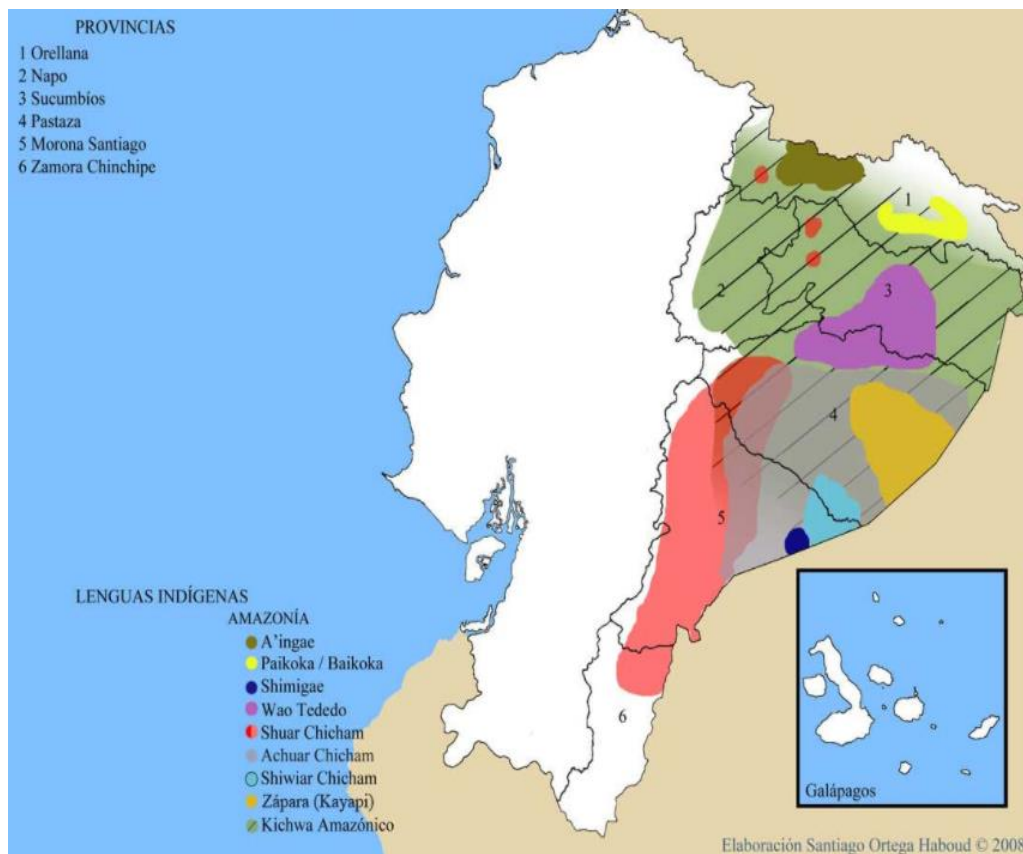 PROVINCIAS
1 Orellana
2 Napo
3 Sucumbíos
4 Pastaza
5 Morona Santiago
6 Zamora Chinchipe
1
2
3
4
5
6
LENGUAS INDÍGENAS
AMAZONÍA
A'ingae
Paikoka / Baikoka
Shimigae
Wao Tededo
Shuar Chicham
Achuar Chicham
Shiwiar Chicham
Zápara (Kayapi)
Kichwa Amazónico
Galápagos
Elaboración Santiago Ortega Haboud © 2008